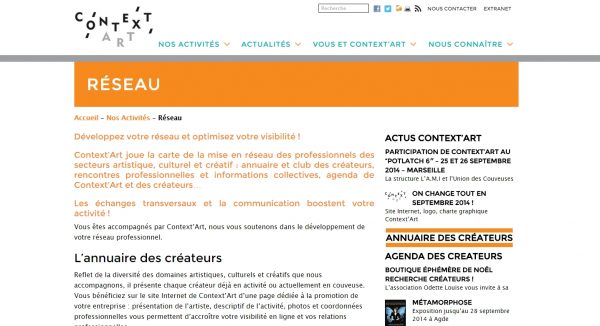 CONTEXT
ART
Recherche
NOUS CONTACTER
EXTRANET
NOS ACTIVITÉS
ACTUALITÉS
VOUS ET CONTEXT'ART
NOUS CONNAÎTRE
RÉSEAU
Accueil – Nos Activités – Réseau
Développez votre réseau et optimisez votre visibilité !
Context'Art joue la carte de la mise en réseau des professionnels des
secteurs artistique, culturel et créatif : annuaire et club des créateurs,
rencontres professionnelles et informations collectives, agenda de
Context'Art et des créateurs…
Les échanges transversaux et la communication boostent votre
activité !
Vous êtes accompagnés par Context'Art, nous vous soutenons dans le développement de
votre réseau professionnel.
L'annuaire des créateurs
Reflet de la diversité des domaines artistiques, culturels et créatifs que nous
accompagnons, il présente chaque créateur déjà en activité ou actuellement en couveuse.
Vous bénéficiez sur le site Internet de Context'Art d'une page dédiée à la promotion de
votre entreprise : présentation de l'artiste, descriptif de l'activité, photos et coordonnées
professionnelles vous permettent d'accroître votre visibilité en ligne et vos relations
professionnelles.
ACTUS CONTEXT'ART
PARTICIPATION DE CONTEXT'ART AU
"POTLATCH 6" - 25 ET 26 SEPTEMBRE
2014 - MARSEILLE
La structure L'A.M.I et l'Union des Couveuses
CONTEXT
ON CHANGE TOUT EN
SEPTEMBRE 2014 !
Site Internet, logo, charte graphique
Context'Art
ANNUAIRE DES CRÉATEURS
AGENDA DES CREATEURS
BOUTIQUE ÉPHÉMÈRE DE NOËL
RECHERCHE CRÉATEURS !
L'association Odette Louise vous invite à sa
MÉTAMORPHOSE
Exposition jusqu'au 28 septembre
2014 à Agde